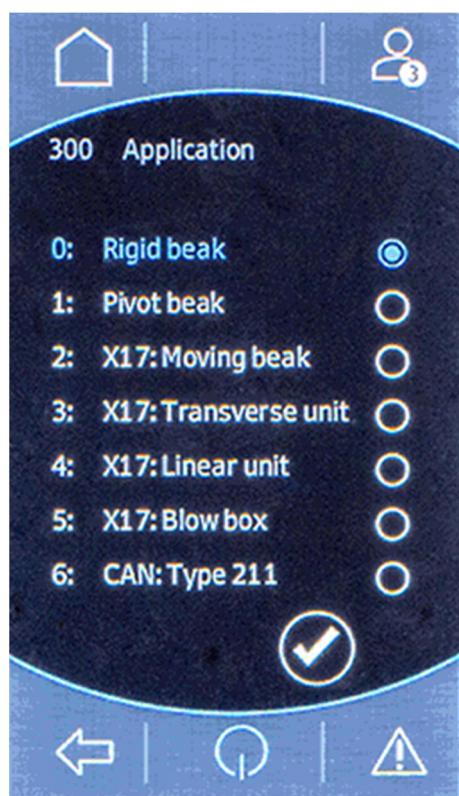 3
300 Application
0: Rigid beak
1: Pivot beak
2: X17: Moving beak
3: X17: Transverse unit
4: X17: Linear unit
5: X17: Blow box
6: CAN: Type 211